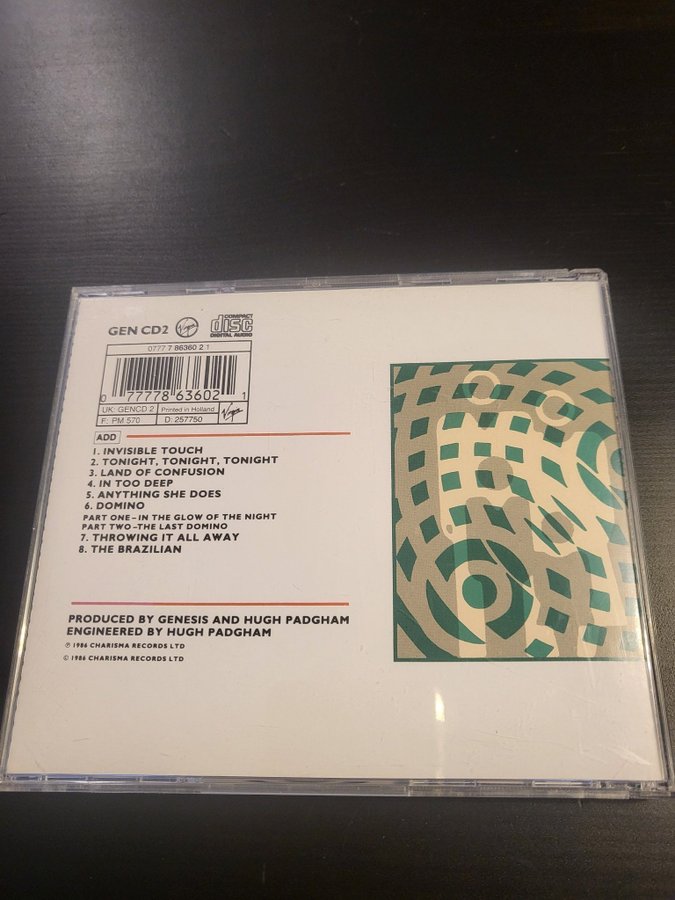 GEN CD2 Virgin COMPACT disc DIGITAL AUDIO
0777 7 86360 2 1
0 77778 63602 1
UK: GENCD 2 Printed in Holland Virgin
F: PM 570 D: 257750
ADD
1. INVISIBLE TOUCH
2. TONIGHT, TONIGHT, TONIGHT
3. LAND OF CONFUSION
4. IN TOO DEEP
5. ANYTHING SHE DOES
6. DOMINO
PART ONE–IN THE GLOW OF THE NIGHT
PART TWO–THE LAST DOMINO
7. THROWING IT ALL AWAY
8. THE BRAZILIAN
PRODUCED BY GENESIS AND HUGH PADGHAM
ENGINEERED BY HUGH PADGHAM
℗ 1986 CHARISMA RECORDS LTD
© 1986 CHARISMA RECORDS LTD